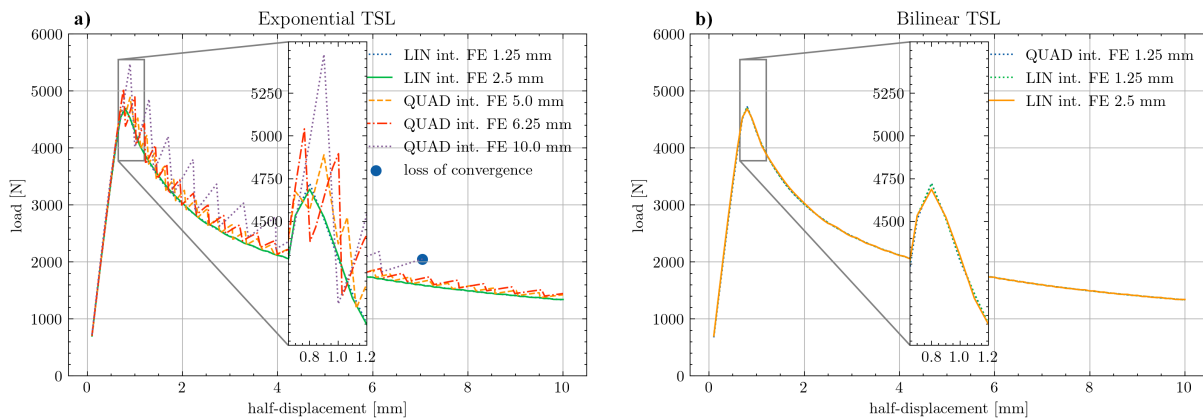 a)
Exponential TSL
6000
5000
4000
3000
2000
1000
0
load [N]
0
2
4
6
8
10
half-displacement [mm]
5250
5000
4750
4500
0.8
1.0
1.2
LIN int. FE 1.25 mm
LIN int. FE 2.5 mm
QUAD int. FE 5.0 mm
QUAD int. FE 6.25 mm
QUAD int. FE 10.0 mm
loss of convergence
b)
Bilinear TSL
6000
5000
4000
3000
2000
1000
0
load [N]
0
2
4
6
8
10
half-displacement [mm]
5250
5000
4750
4500
0.8
1.0
1.2
QUAD int. FE 1.25 mm
LIN int. FE 1.25 mm
LIN int. FE 2.5 mm